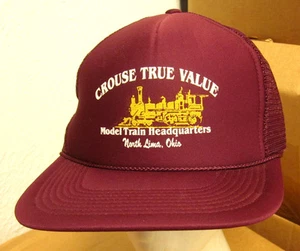 CROUSE TRUE VALUE
Model Train Headquarters
North Lima, Ohio